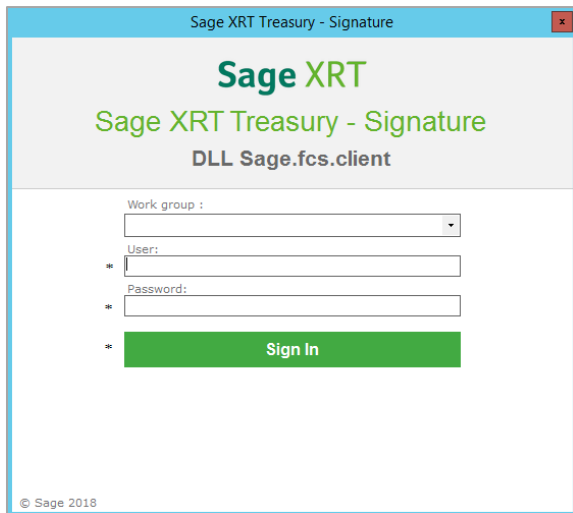 Sage XRT Treasury - Signature
x
Sage XRT
Sage XRT Treasury - Signature
DLL Sage.fcs.client
Work group :
User:
*
Password:
*
* Sign In
© Sage 2018